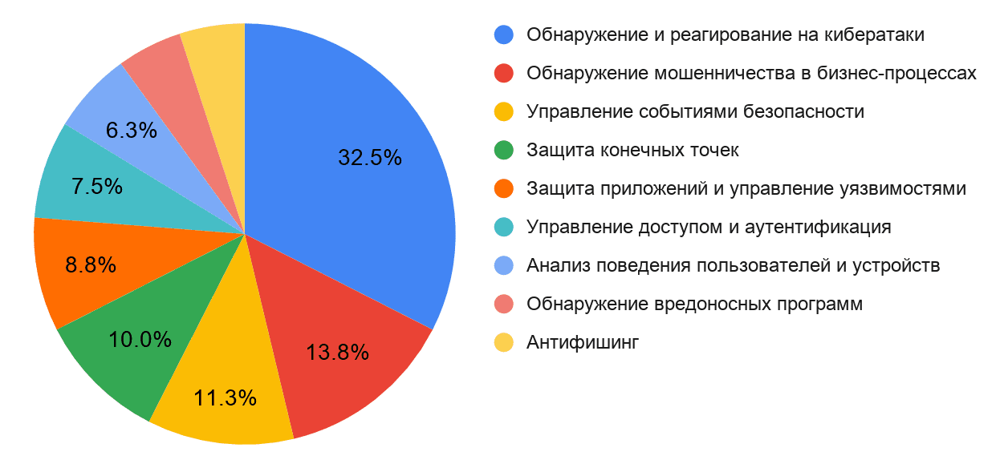 32.5%
13.8%
11.3%
10.0%
8.8%
7.5%
6.3%
Обнаружение и реагирование на кибератаки
Обнаружение мошенничества в бизнес-процессах
Управление событиями безопасности
Защита конечных точек
Защита приложений и управление уязвимостями
Управление доступом и аутентификация
Анализ поведения пользователей и устройств
Обнаружение вредоносных программ
Антифишинг